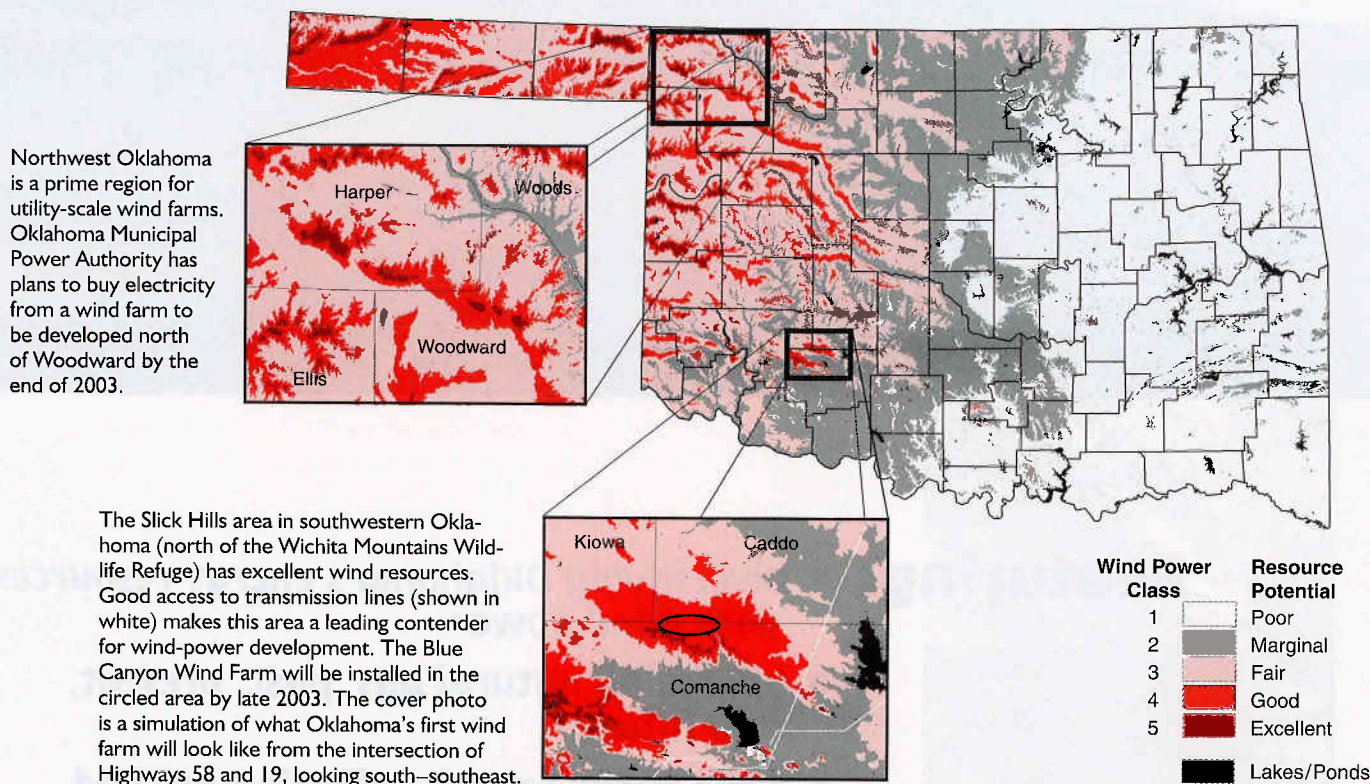 Northwest Oklahoma
is a prime region for
utility-scale wind farms.
Oklahoma Municipal
Power Authority has
plans to buy electricity
from a wind farm to
be developed north
of Woodward by the
end of 2003.
Harper
Woods
Woodward
Ellis
The Slick Hills area in southwestern Okla-
homa (north of the Wichita Mountains Wild-
life Refuge) has excellent wind resources.
Good access to transmission lines (shown in
white) makes this area a leading contender
for wind-power development. The Blue
Canyon Wind Farm will be installed in the
circled area by late 2003. The cover photo
is a simulation of what Oklahoma's first wind
farm will look like from the intersection of
Highways 58 and 19, looking south–southeast.
Kiowa
Caddo
Comanche
Wind Power Resource
Class Potential
1 Poor
2 Marginal
3 Fair
4 Good
5 Excellent
Lakes/Ponds